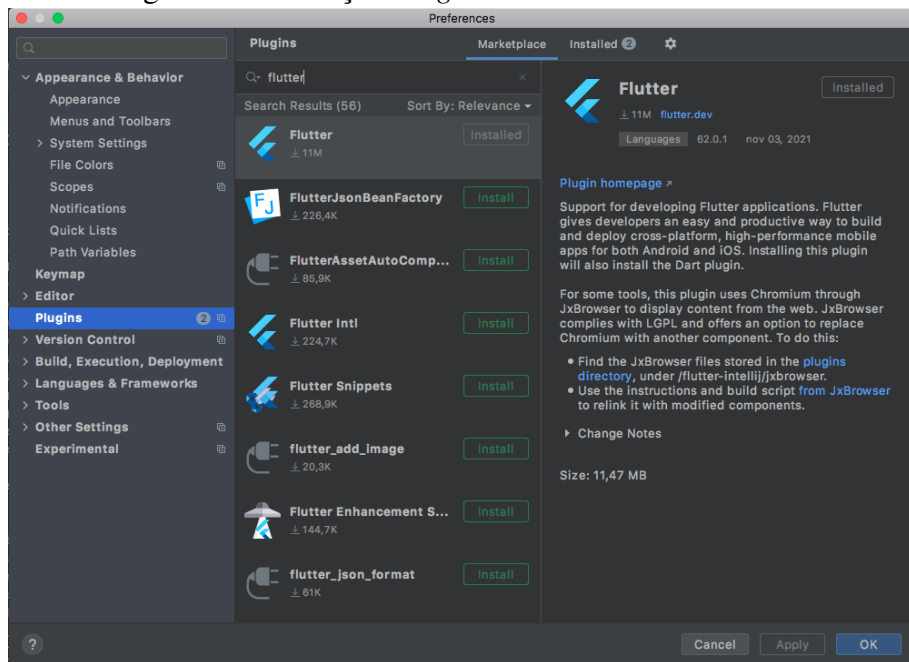 Preferences
Plugins
Marketplace
Installed 2
Appearance & Behavior
Appearance
Menus and Toolbars
System Settings
File Colors
Scopes
Notifications
Quick Lists
Path Variables
Keymap
Editor
Plugins 2
Version Control
Build, Execution, Deployment
Languages & Frameworks
Tools
Other Settings
Experimental
flutter
Search Results (56) Sort By: Relevance
Flutter Installed
11M
FlutterJsonBeanFactory Install
226,4K
FlutterAssetAutoComp... Install
85,9K
Flutter Intl Install
224,7K
Flutter Snippets Install
268,9K
flutter_add_image Install
20,3K
Flutter Enhancement S... Install
144,7K
flutter_json_format Install
61K
Flutter Installed
11M flutter.dev
Languages 62.0.1 nov 03, 2021
Plugin homepage
Support for developing Flutter applications. Flutter
gives developers an easy and productive way to build
and deploy cross-platform, high-performance mobile
apps for both Android and iOS. Installing this plugin
will also install the Dart plugin.
For some tools, this plugin uses Chromium through
JxBrowser to display content from the web. JxBrowser
complies with LGPL and offers an option to replace
Chromium with another component. To do this:
• Find the JxBrowser files stored in the plugins
directory, under /flutter-intellij/jxbrowser.
• Use the instructions and build script from JxBrowser
to relink it with modified components.
Change Notes
Size: 11,47 MB
? Cancel Apply OK